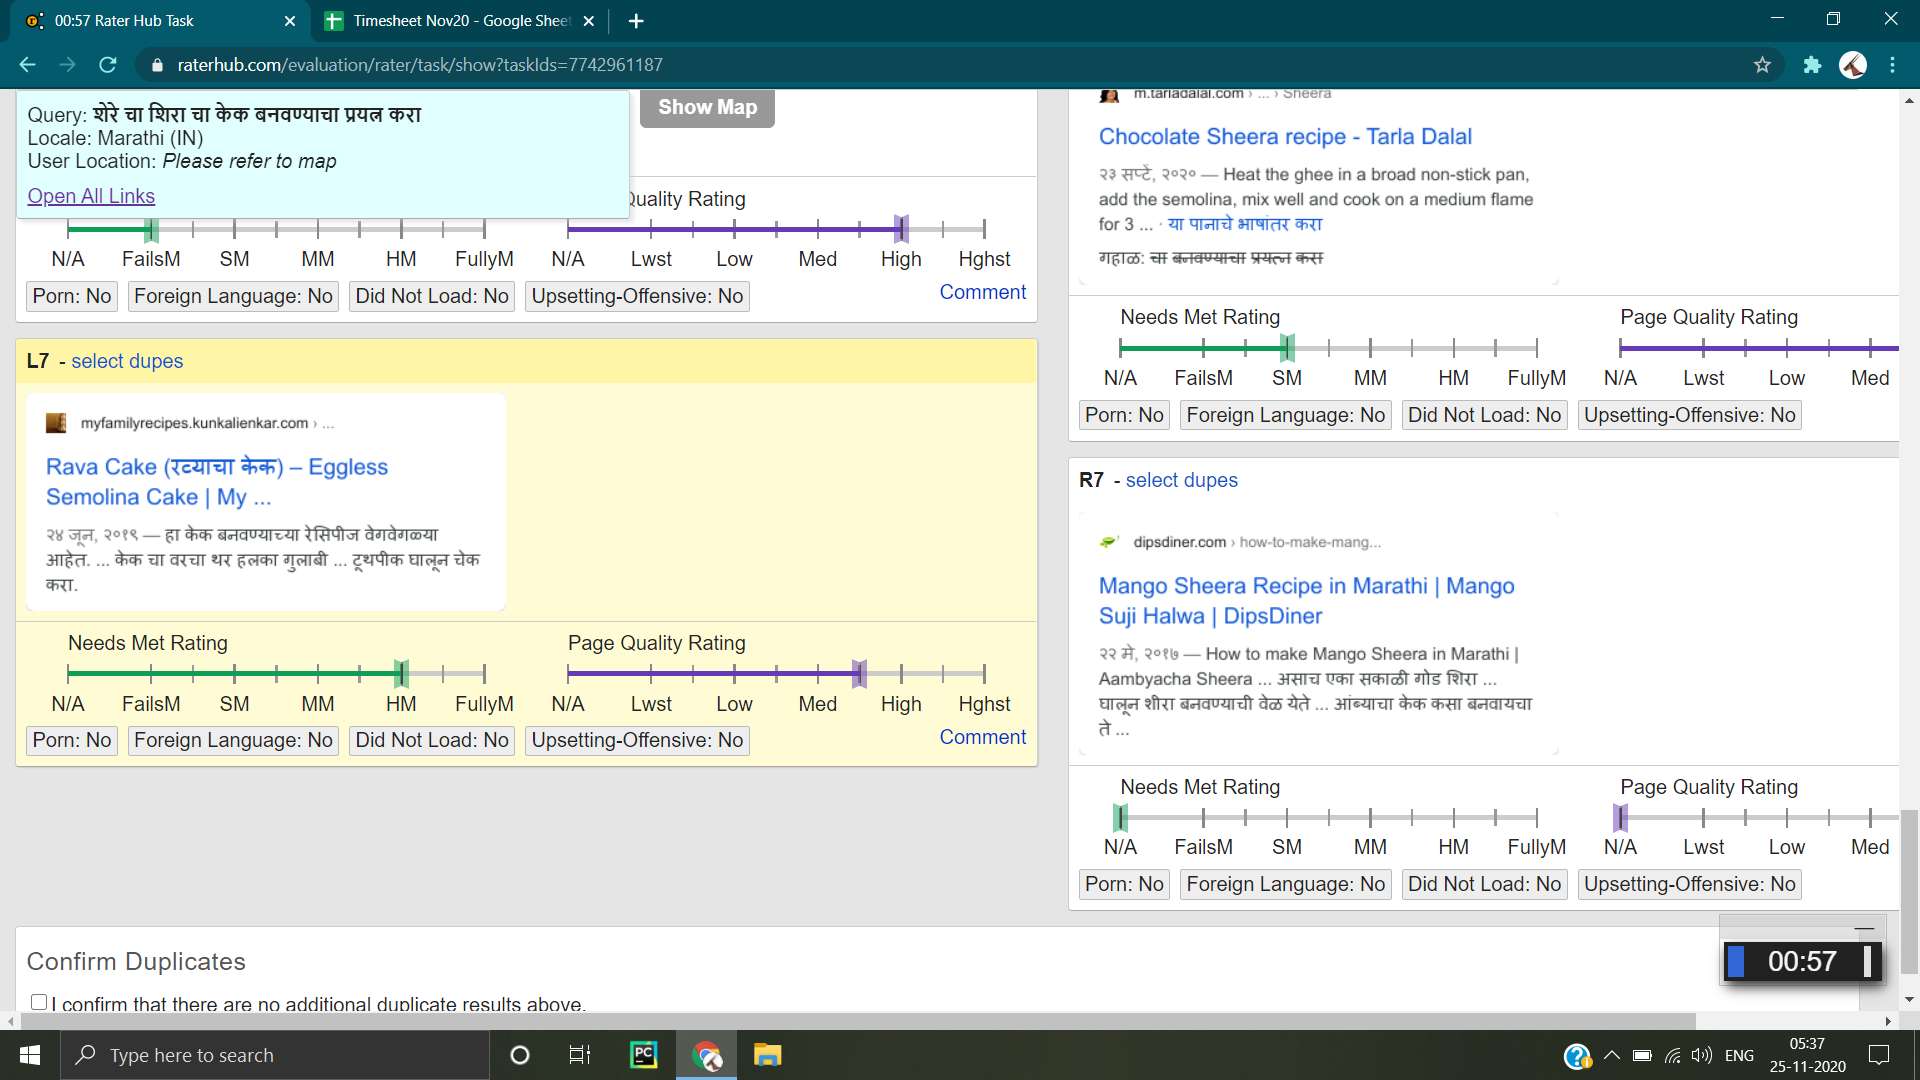 00:57 Rater Hub Task
Timesheet Nov20 - Google Sheet
raterhub.com/evaluation/rater/task/show?taskIds=7742961187
Query: शेरे चा शिरा चा केक बनवण्याचा प्रयत्न करा
Locale: Marathi (IN)
User Location: Please refer to map
Open All Links
Show Map
Quality Rating
N/A FailsM SM MM HM FullyM N/A Lwst Low Med High Hghst
Porn: No Foreign Language: No Did Not Load: No Upsetting-Offensive: No Comment
L7 - select dupes
myfamilyrecipes.kunkalienkar.com › ...
Rava Cake (रव्याचा केक) – Eggless
Semolina Cake | My ...
२४ जून, २०१९ — हा केक बनवण्याच्या रेसिपीज वेगवेगळ्या
आहेत. ... केक चा वरचा थर हलका गुलाबी ... टूथपीक घालून चेक
करा.
Needs Met Rating Page Quality Rating
N/A FailsM SM MM HM FullyM N/A Lwst Low Med High Hghst
Porn: No Foreign Language: No Did Not Load: No Upsetting-Offensive: No Comment
m.tarladalal.com › ... › Sheera
Chocolate Sheera recipe - Tarla Dalal
२३ सप्टें, २०२० — Heat the ghee in a broad non-stick pan,
add the semolina, mix well and cook on a medium flame
for 3 ... · या पानाचे भाषांतर करा
गहाळ: चा बनवण्याचा प्रयत्न करा
Needs Met Rating Page Quality Rating
N/A FailsM SM MM HM FullyM N/A Lwst Low Med
Porn: No Foreign Language: No Did Not Load: No Upsetting-Offensive: No
R7 - select dupes
dipsdiner.com › how-to-make-mang...
Mango Sheera Recipe in Marathi | Mango
Suji Halwa | DipsDiner
२२ मे, २०१७ — How to make Mango Sheera in Marathi |
Aambyacha Sheera ... असाच एका सकाळी गोड शिरा ...
घालून शीरा बनवण्याची वेळ येते ... आंब्याचा केक कसा बनवायचा
ते ...
Needs Met Rating Page Quality Rating
N/A FailsM SM MM HM FullyM N/A Lwst Low Med
Porn: No Foreign Language: No Did Not Load: No Upsetting-Offensive: No
00:57
Confirm Duplicates
I confirm that there are no additional duplicate results above.
Type here to search
PC
ENG
05:37
25-11-2020